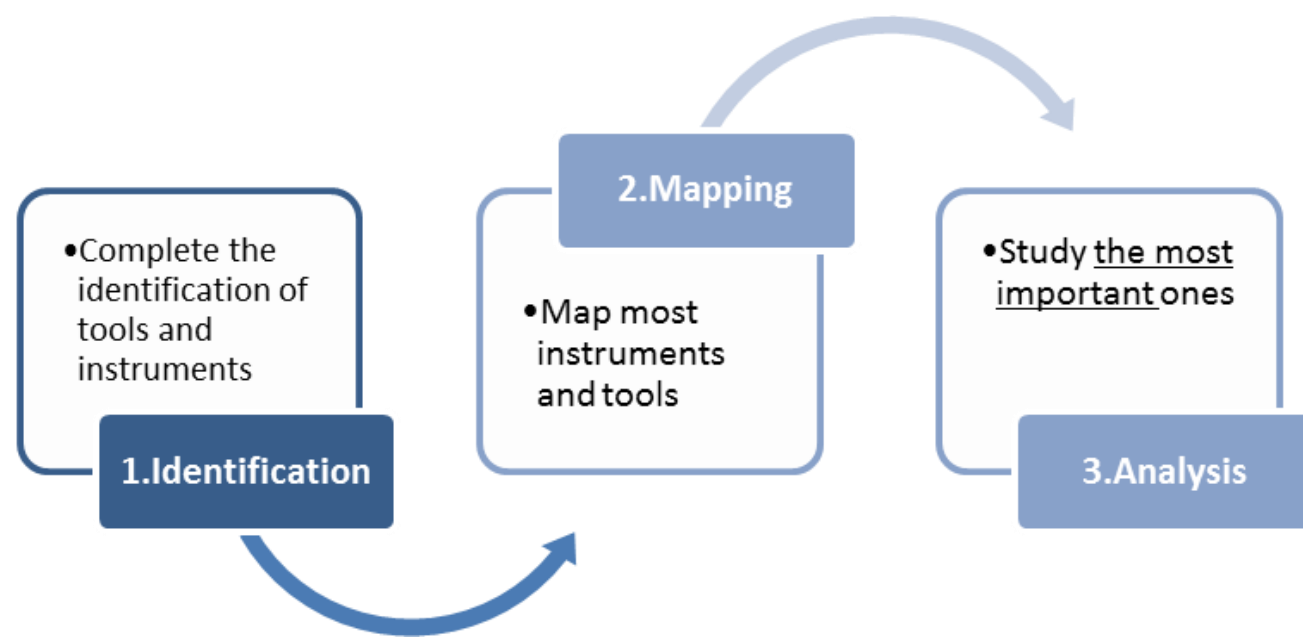 •Complete the
identification of
tools and
instruments
1.Identification
2.Mapping
•Map most
instruments
and tools
•Study the most
important ones
3.Analysis